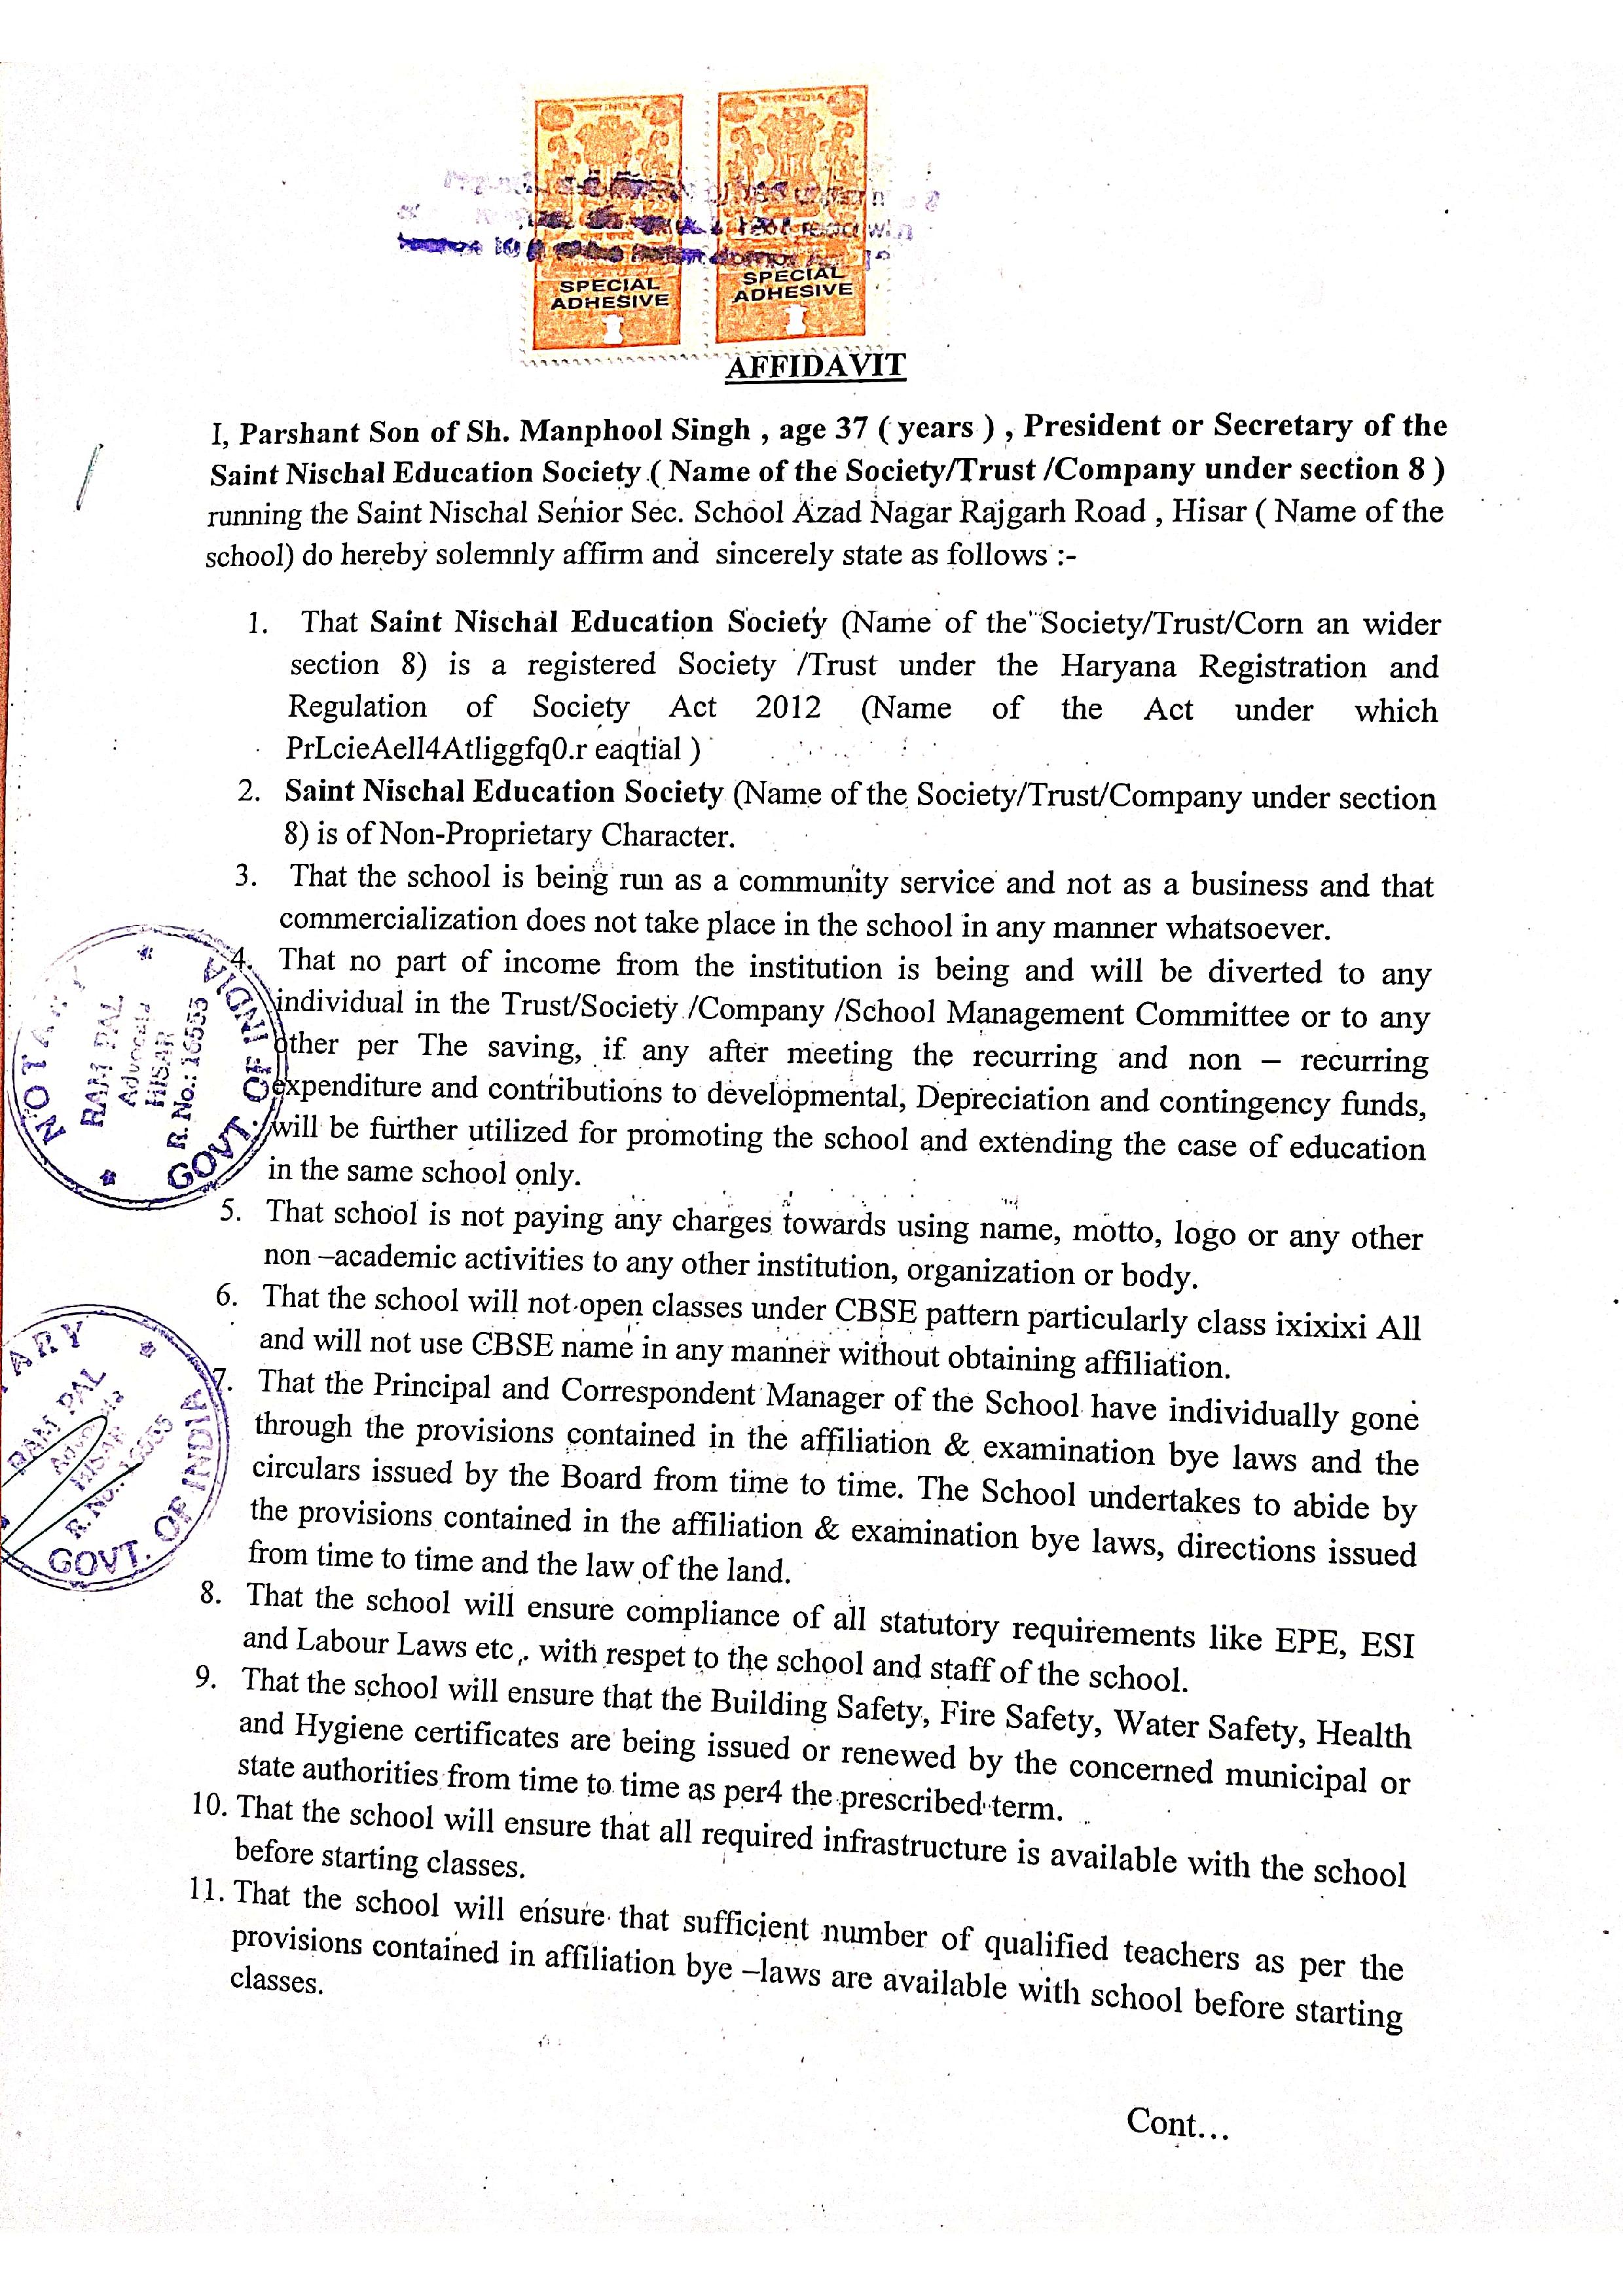 INDIA
INDIA
SPECIAL
ADHESIVE
SPECIAL
ADHESIVE
AFFIDAVIT
I, Parshant Son of Sh. Manphool Singh , age 37 ( years ) , President or Secretary of the
Saint Nischal Education Society ( Name of the Society/Trust /Company under section 8 )
running the Saint Nischal Senior Sec. School Azad Nagar Rajgarh Road , Hisar ( Name of the
school) do hereby solemnly affirm and sincerely state as follows :-
1. That Saint Nischal Education Society (Name of the Society/Trust/Corn an wider
section 8) is a registered Society /Trust under the Haryana Registration and
Regulation of Society Act 2012 (Name of the Act under which
PrLcieAell4Atliggfq0.r eaqtial )
2. Saint Nischal Education Society (Name of the Society/Trust/Company under section
8) is of Non-Proprietary Character.
3. That the school is being run as a community service and not as a business and that
commercialization does not take place in the school in any manner whatsoever.
4. That no part of income from the institution is being and will be diverted to any
individual in the Trust/Society /Company /School Management Committee or to any
other per The saving, if any after meeting the recurring and non – recurring
expenditure and contributions to developmental, Depreciation and contingency funds,
will be further utilized for promoting the school and extending the case of education
in the same school only.
5. That school is not paying any charges towards using name, motto, logo or any other
non –academic activities to any other institution, organization or body.
6. That the school will not open classes under CBSE pattern particularly class ixixixi All
and will not use CBSE name in any manner without obtaining affiliation.
7. That the Principal and Correspondent Manager of the School have individually gone
through the provisions contained in the affiliation & examination bye laws and the
circulars issued by the Board from time to time. The School undertakes to abide by
the provisions contained in the affiliation & examination bye laws, directions issued
from time to time and the law of the land.
8. That the school will ensure compliance of all statutory requirements like EPE, ESI
and Labour Laws etc,. with respet to the school and staff of the school.
9. That the school will ensure that the Building Safety, Fire Safety, Water Safety, Health
and Hygiene certificates are being issued or renewed by the concerned municipal or
state authorities from time to time as per4 the prescribed term.
10. That the school will ensure that all required infrastructure is available with the school
before starting classes.
11. That the school will ensure that sufficient number of qualified teachers as per the
provisions contained in affiliation bye –laws are available with school before starting
classes.
Cont...
NOTARY
RAM PAL
Advocate
HISAR
R.No.: 16555
GOVT. OF INDIA
RAM PAL
Advocate
HISAR
R.No.: 16555
GOVT. OF INDIA